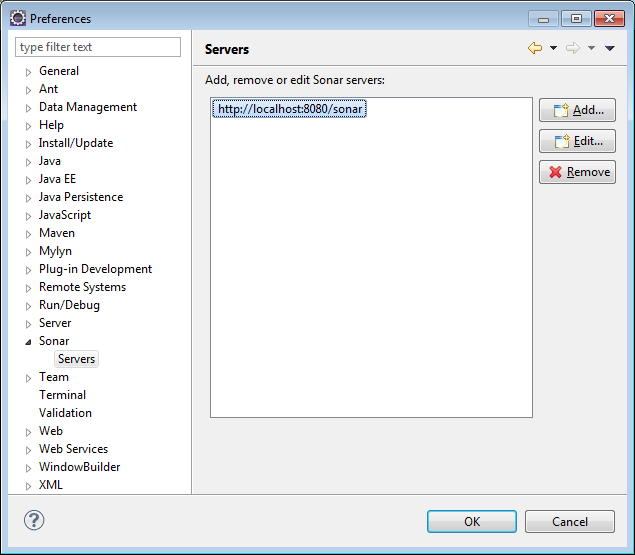 Preferences
type filter text
General
Ant
Data Management
Help
Install/Update
Java
Java EE
Java Persistence
JavaScript
Maven
Mylyn
Plug-in Development
Remote Systems
Run/Debug
Server
Sonar
Servers
Team
Terminal
Validation
Web
Web Services
WindowBuilder
XML
Servers
Add, remove or edit Sonar servers:
http://localhost:8080/sonar
Add...
Edit...
Remove
OK
Cancel